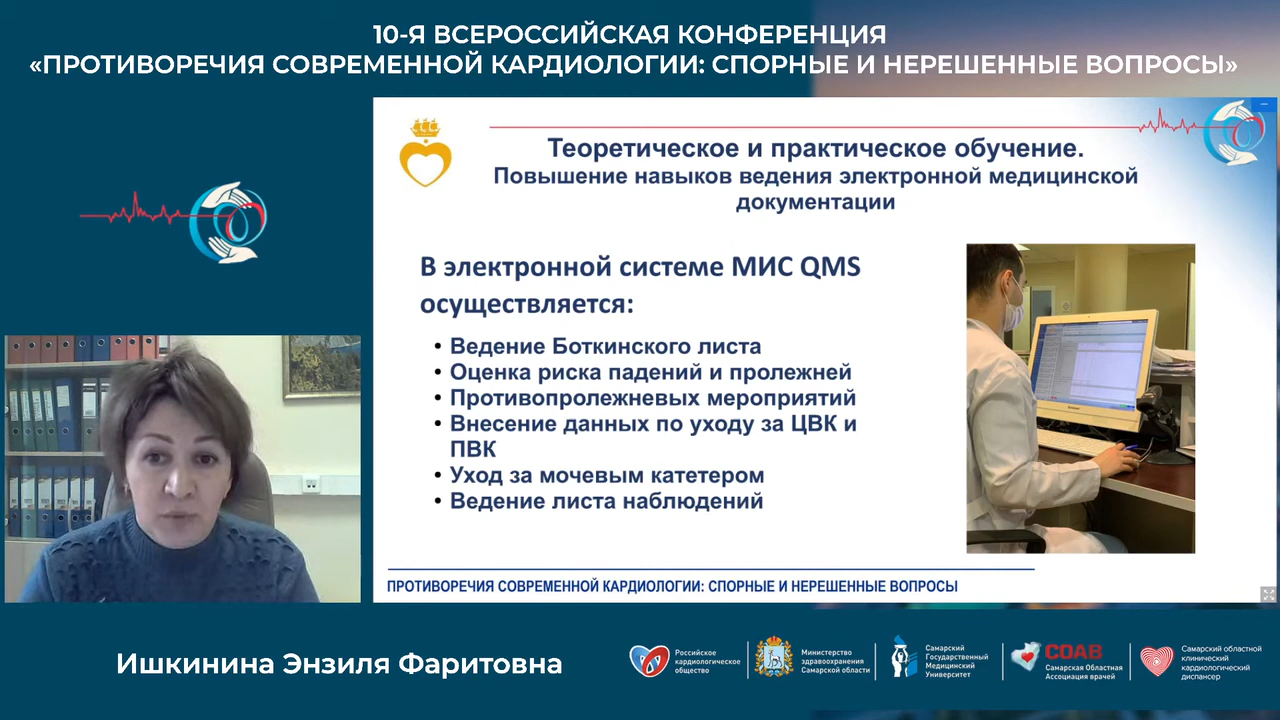 10-Я ВСЕРОССИЙСКАЯ КОНФЕРЕНЦИЯ
«ПРОТИВОРЕЧИЯ СОВРЕМЕННОЙ КАРДИОЛОГИИ: СПОРНЫЕ И НЕРЕШЕННЫЕ ВОПРОСЫ»
Теоретическое и практическое обучение.
Повышение навыков ведения электронной медицинской
документации
В электронной системе МИС QMS
осуществляется:
• Ведение Боткинского листа
• Оценка риска падений и пролежней
• Противопролежневых мероприятий
• Внесение данных по уходу за ЦВК и
ПВК
• Уход за мочевым катетером
• Ведение листа наблюдений
ПРОТИВОРЕЧИЯ СОВРЕМЕННОЙ КАРДИОЛОГИИ: СПОРНЫЕ И НЕРЕШЕННЫЕ ВОПРОСЫ
Ишкинина Энзиля Фаритовна
Российское
кардиологическое
общество
Министерство
здравоохранения
Самарской области
Самарский
Государственный
Медицинский
Университет
СОАВ
Самарская Областная
Ассоциация врачей
Самарский областной
клинический
кардиологический
диспансер